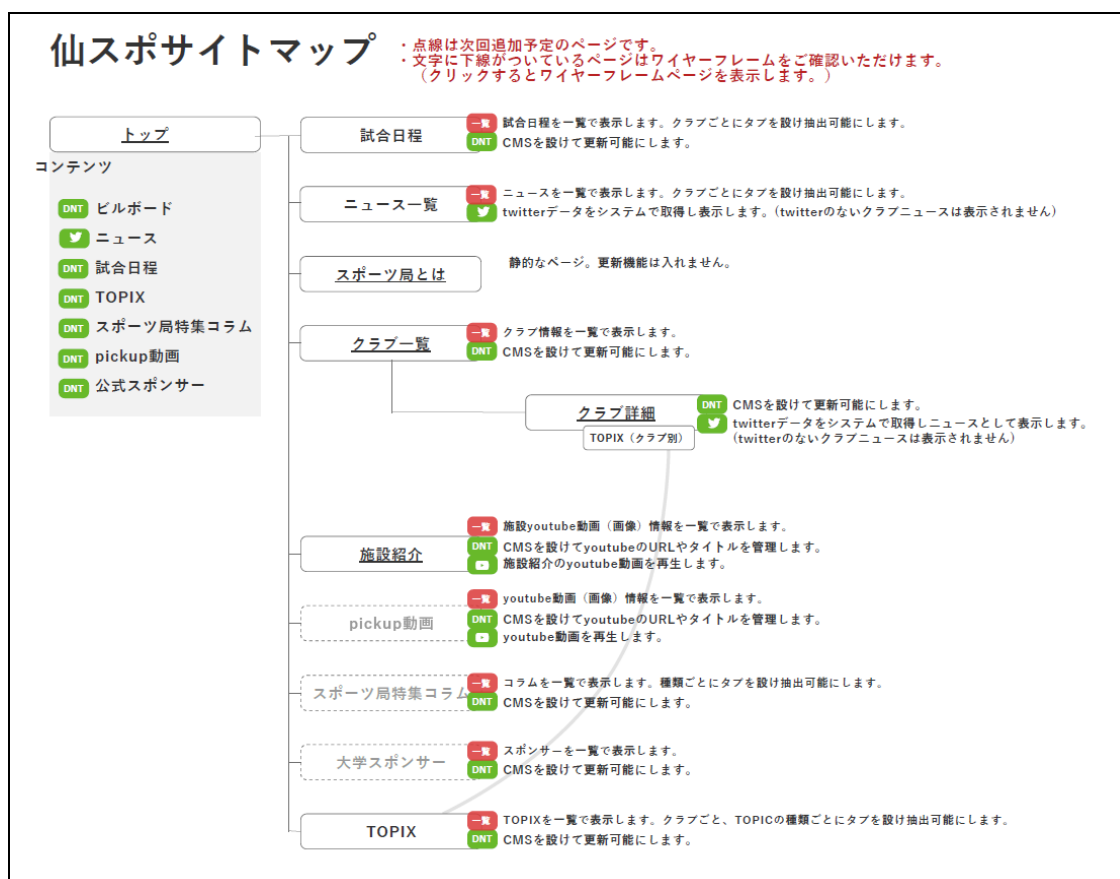 仙スポサイトマップ
・点線は次回追加予定のページです。
・文字に下線がついているページはワイヤーフレームをご確認いただけます。
（クリックするとワイヤーフレームページを表示します。）
トップ
コンテンツ
DNT ビルボード
ニュース
DNT 試合日程
DNT TOPIX
DNT スポーツ局特集コラム
DNT pickup動画
DNT 公式スポンサー
試合日程
一覧 試合日程を一覧で表示します。クラブごとにタブを設け抽出可能にします。
DNT CMSを設けて更新可能にします。
ニュース一覧
一覧 ニュースを一覧で表示します。クラブごとにタブを設け抽出可能にします。
twitterデータをシステムで取得し表示します。(twitterのないクラブニュースは表示されません)
スポーツ局とは
静的なページ。更新機能は入れません。
クラブ一覧
一覧 クラブ情報を一覧で表示します。
DNT CMSを設けて更新可能にします。
クラブ詳細
TOPIX（クラブ別）
DNT CMSを設けて更新可能にします。
twitterデータをシステムで取得しニュースとして表示します。
(twitterのないクラブニュースは表示されません)
施設紹介
一覧 施設youtube動画（画像）情報を一覧で表示します。
DNT CMSを設けてyoutubeのURLやタイトルを管理します。
施設紹介のyoutube動画を再生します。
pickup動画
一覧 youtube動画（画像）情報を一覧で表示します。
DNT CMSを設けてyoutubeのURLやタイトルを管理します。
youtube動画を再生します。
スポーツ局特集コラム
一覧 コラムを一覧で表示します。種類ごとにタブを設け抽出可能にします。
DNT CMSを設けて更新可能にします。
大学スポンサー
一覧 スポンサーを一覧で表示します。
DNT CMSを設けて更新可能にします。
TOPIX
一覧 TOPIXを一覧で表示します。クラブごと、TOPICの種類ごとにタブを設け抽出可能にします。
DNT CMSを設けて更新可能にします。